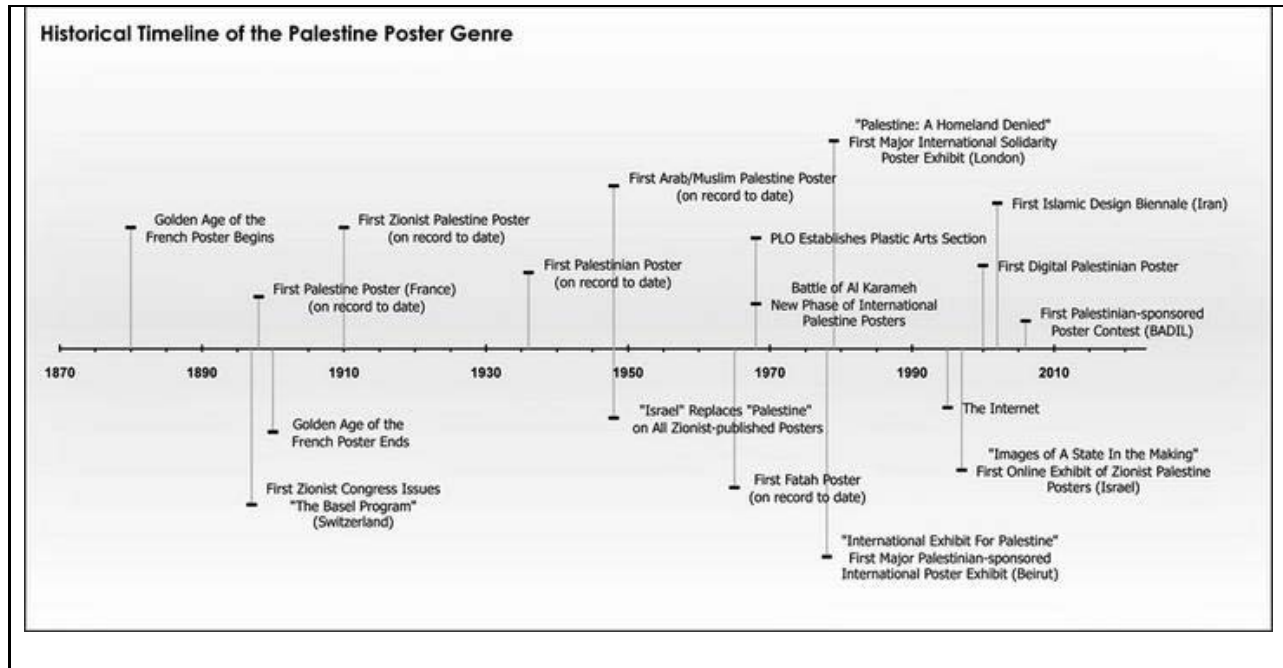 Historical Timeline of the Palestine Poster Genre
"Palestine: A Homeland Denied"
First Major International Solidarity
Poster Exhibit (London)
First Arab/Muslim Palestine Poster
(on record to date)
First Islamic Design Biennale (Iran)
Golden Age of the
French Poster Begins
First Zionist Palestine Poster
(on record to date)
PLO Establishes Plastic Arts Section
First Palestinian Poster
(on record to date)
First Digital Palestinian Poster
First Palestine Poster (France)
(on record to date)
Battle of Al Karameh
New Phase of International
Palestine Posters
First Palestinian-sponsored
Poster Contest (BADIL)
1870 1890 1910 1930 1950 1970 1990 2010
"Israel" Replaces "Palestine"
on All Zionist-published Posters
The Internet
Golden Age of the
French Poster Ends
"Images of A State In the Making"
First Online Exhibit of Zionist Palestine
Posters (Israel)
First Fatah Poster
(on record to date)
First Zionist Congress Issues
"The Basel Program"
(Switzerland)
"International Exhibit For Palestine"
First Major Palestinian-sponsored
International Poster Exhibit (Beirut)